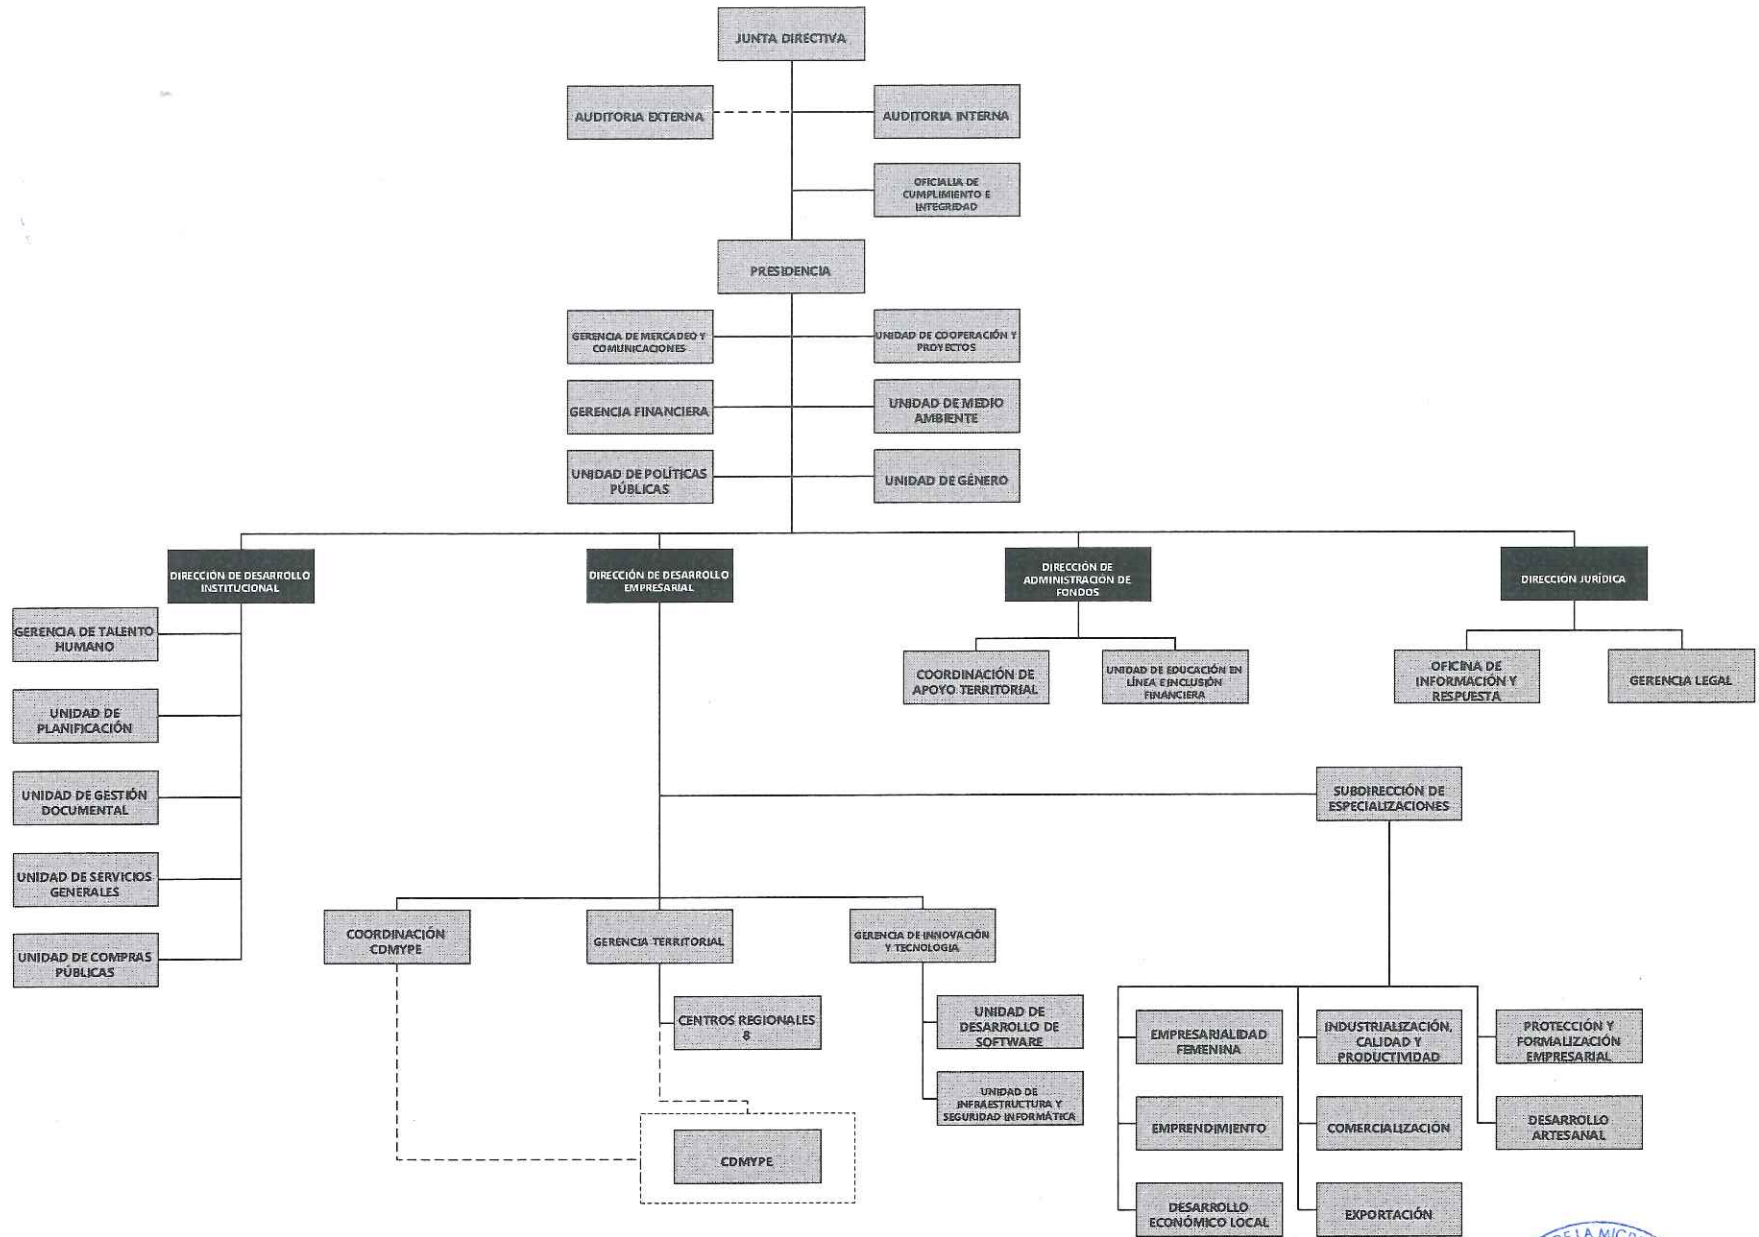 JUNTA DIRECTIVA
AUDITORIA EXTERNA
AUDITORIA INTERNA
OFICIALIA DE
CUMPLIMIENTO E
INTEGRIDAD
PRESIDENCIA
GERENCIA DE MERCADEO Y
COMUNICACIONES
UNIDAD DE COOPERACIÓN Y
PROYECTOS
GERENCIA FINANCIERA
UNIDAD DE MEDIO
AMBIENTE
UNIDAD DE POLÍTICAS
PÚBLICAS
UNIDAD DE GÉNERO
DIRECCIÓN DE DESARROLLO
INSTITUCIONAL
DIRECCIÓN DE DESARROLLO
EMPRESARIAL
DIRECCIÓN DE
ADMINISTRACIÓN DE
FONDOS
DIRECCIÓN JURÍDICA
GERENCIA DE TALENTO
HUMANO
UNIDAD DE
PLANIFICACIÓN
UNIDAD DE GESTIÓN
DOCUMENTAL
UNIDAD DE SERVICIOS
GENERALES
UNIDAD DE COMPRAS
PÚBLICAS
COORDINACIÓN DE
APOYO TERRITORIAL
UNIDAD DE EDUCACIÓN EN
LÍNEA E INCLUSIÓN
FINANCIERA
OFICINA DE
INFORMACIÓN Y
RESPUESTA
GERENCIA LEGAL
SUBDIRECCIÓN DE
ESPECIALIZACIONES
COORDINACIÓN
CDMYPE
GERENCIA TERRITORIAL
GERENCIA DE INNOVACIÓN
Y TECNOLOGIA
CENTROS REGIONALES
8
UNIDAD DE
DESARROLLO DE
SOFTWARE
UNIDAD DE
INFRAESTRUCTURA Y
SEGURIDAD INFORMÁTICA
CDMYPE
EMPRESARIALIDAD
FEMENINA
INDUSTRIALIZACIÓN,
CALIDAD Y
PRODUCTIVIDAD
PROTECCIÓN Y
FORMALIZACIÓN
EMPRESARIAL
EMPRENDIMIENTO
COMERCIALIZACIÓN
DESARROLLO
ARTESANAL
DESARROLLO
ECONÓMICO LOCAL
EXPORTACIÓN
DE LA MICR